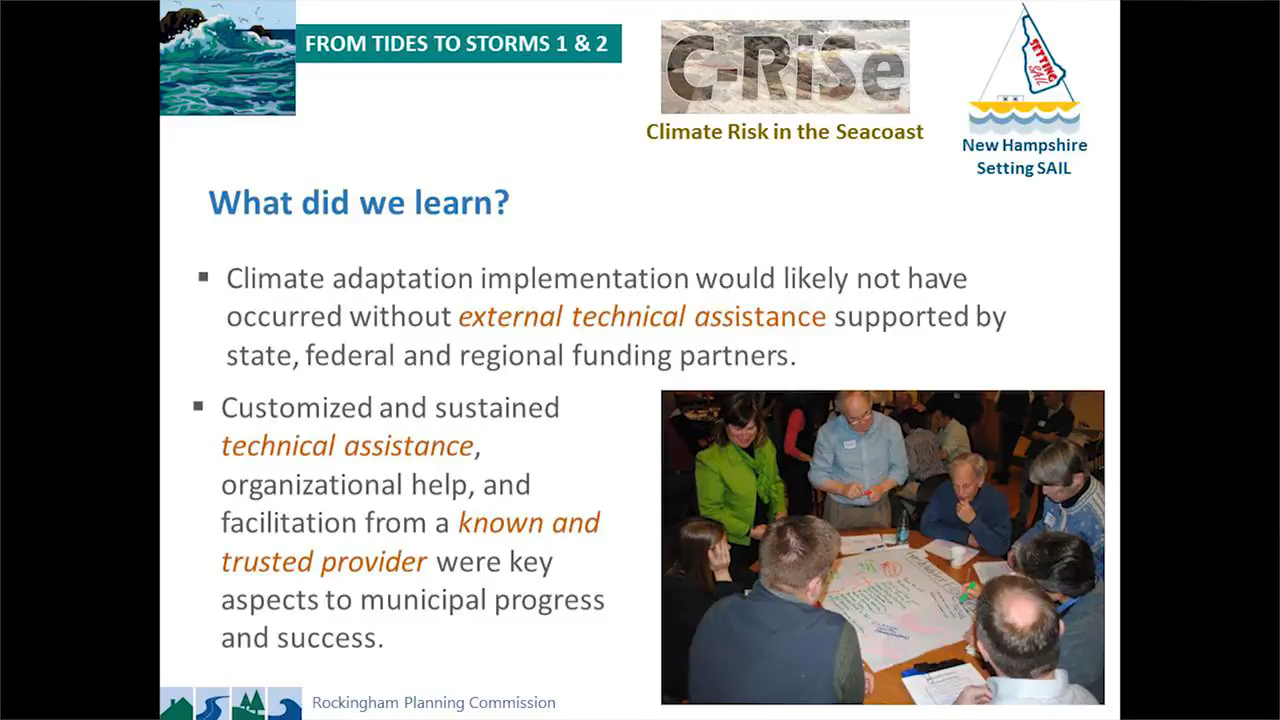 FROM TIDES TO STORMS 1 & 2
C-RiSe
Climate Risk in the Seacoast
SETTING
SAIL
New Hampshire
Setting SAIL
What did we learn?
▪ Climate adaptation implementation would likely not have
occurred without external technical assistance supported by
state, federal and regional funding partners.
▪ Customized and sustained
technical assistance,
organizational help, and
facilitation from a known and
trusted provider were key
aspects to municipal progress
and success.
Rockingham Planning Commission